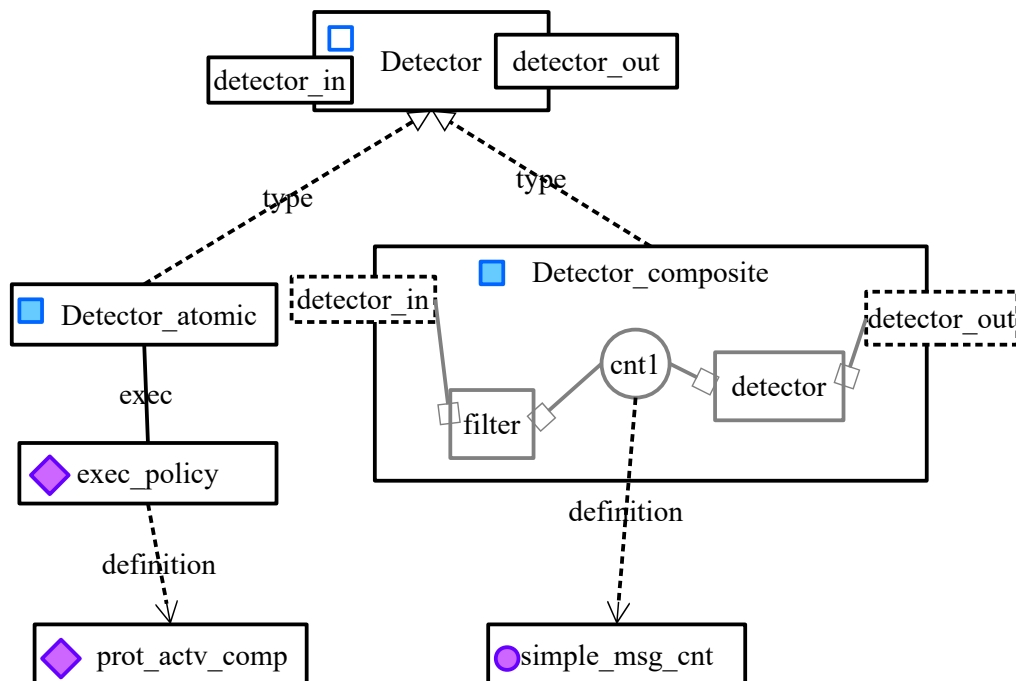 Detector
detector_in
detector_out
type
type
Detector_composite
detector_in
detector_out
Detector_atomic
cnt1
detector
filter
exec
exec_policy
definition
definition
prot_actv_comp
simple_msg_cnt